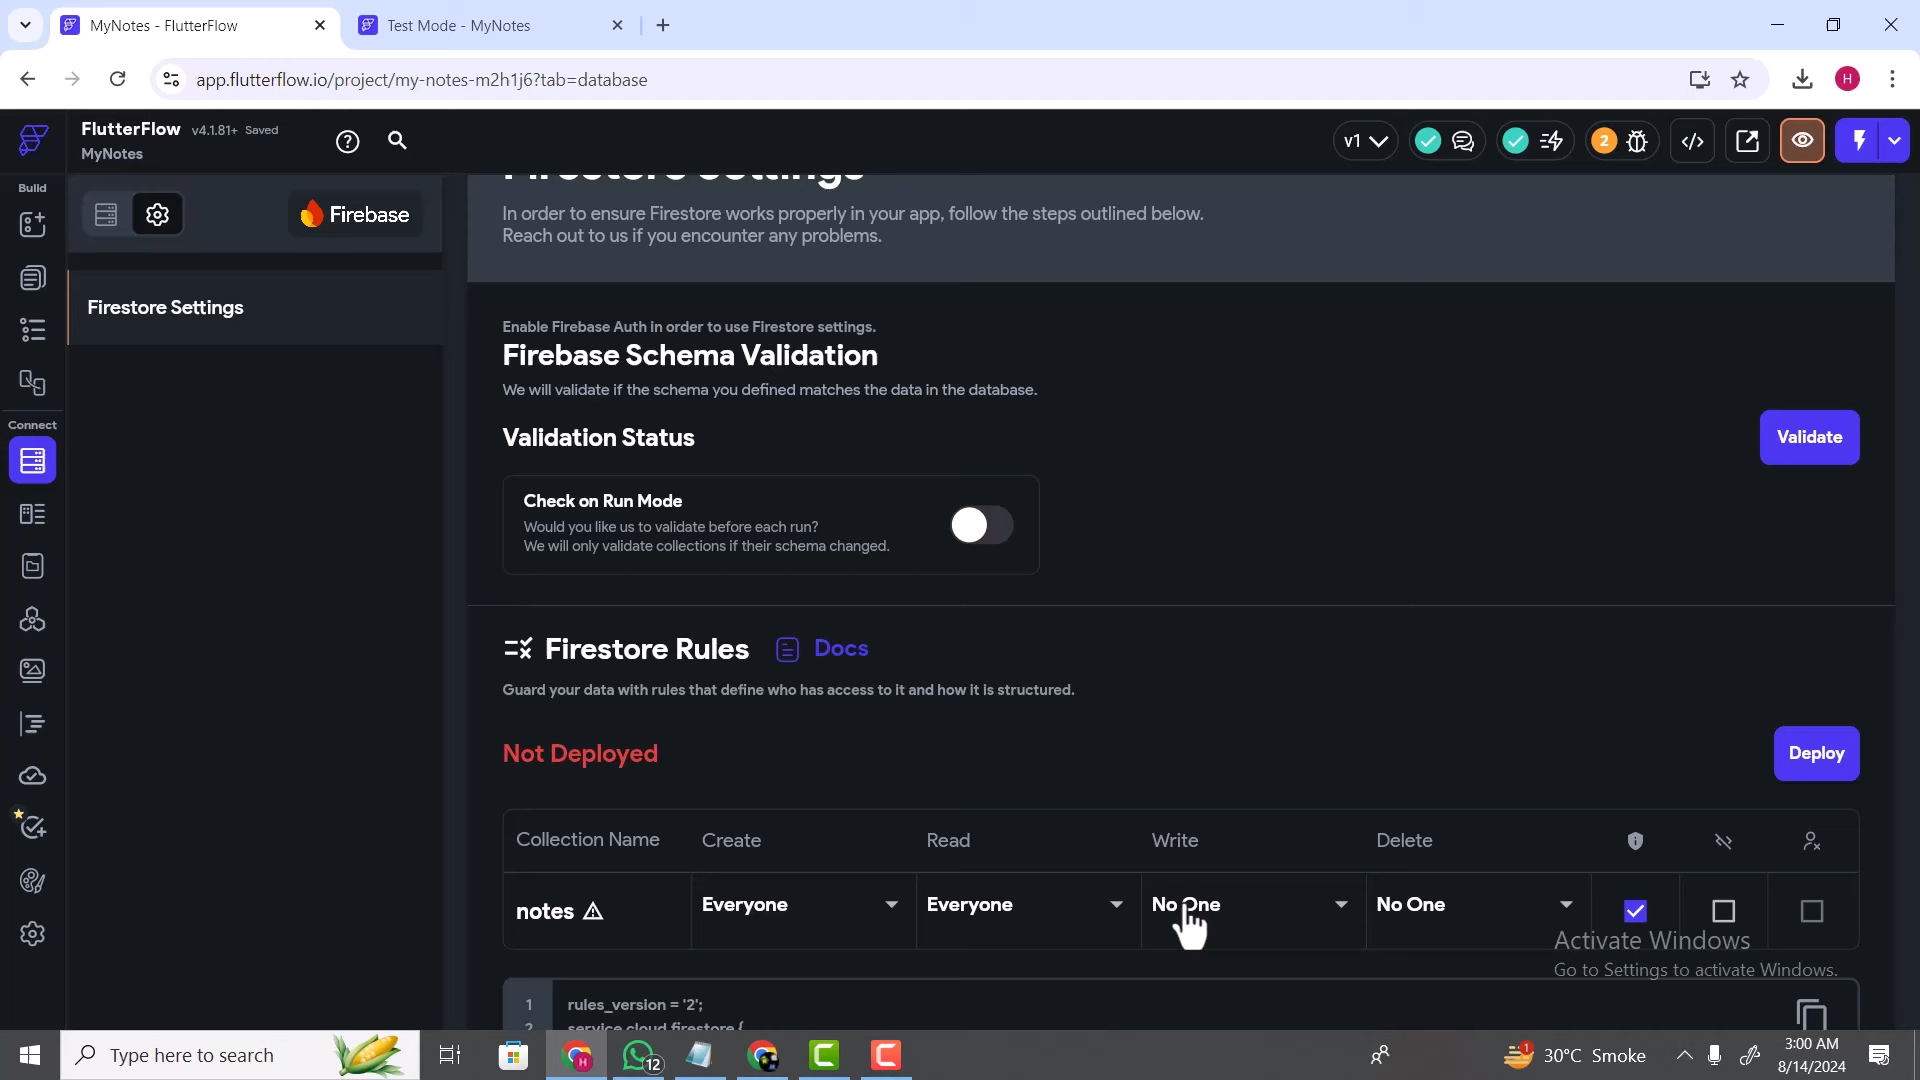 MyNotes - FlutterFlow
Test Mode - MyNotes
app.flutterflow.io/project/my-notes-m2h1j6?tab=database
H
FlutterFlow v4.1.81+ Saved
MyNotes
v1
2
Build
Firebase
Firestore Settings
In order to ensure Firestore works properly in your app, follow the steps outlined below.
Reach out to us if you encounter any problems.
Firestore Settings
Enable Firebase Auth in order to use Firestore settings.
Firebase Schema Validation
We will validate if the schema you defined matches the data in the database.
Connect
Validation Status
Validate
Check on Run Mode
Would you like us to validate before each run?
We will only validate collections if their schema changed.
Firestore Rules Docs
Guard your data with rules that define who has access to it and how it is structured.
Not Deployed
Deploy
Collection Name Create Read Write Delete
notes Everyone Everyone No One No One
Activate Windows
Go to Settings to activate Windows.
1 rules_version = '2';
2 service cloud.firestore {
Type here to search
12
1
30°C Smoke
3:00 AM
8/14/2024